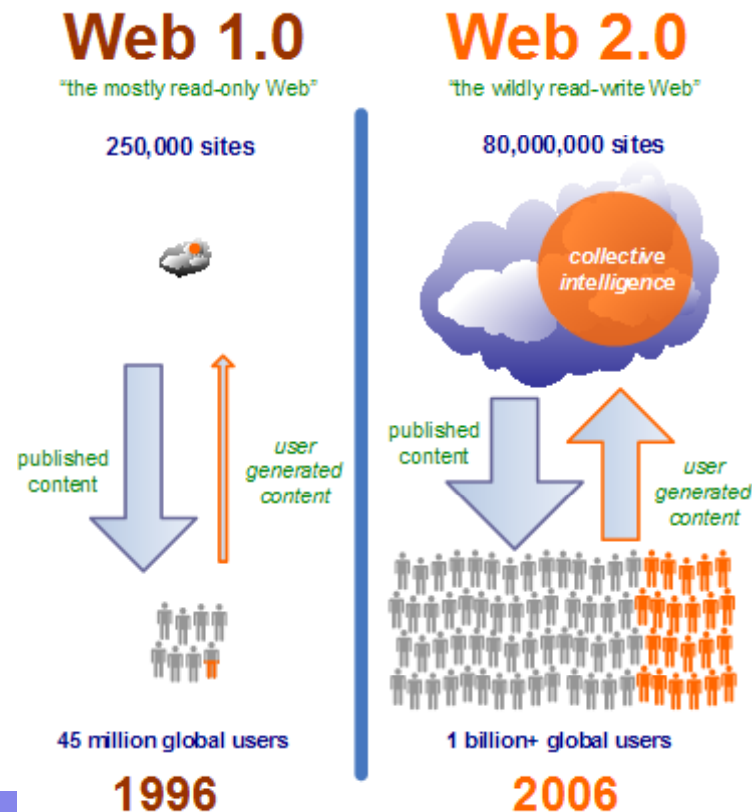 Web 1.0
“the mostly read-only Web”
250,000 sites
published
content
user
generated
content
45 million global users
1996
Web 2.0
“the wildly read-write Web”
80,000,000 sites
collective
intelligence
published
content
user
generated
content
1 billion+ global users
2006